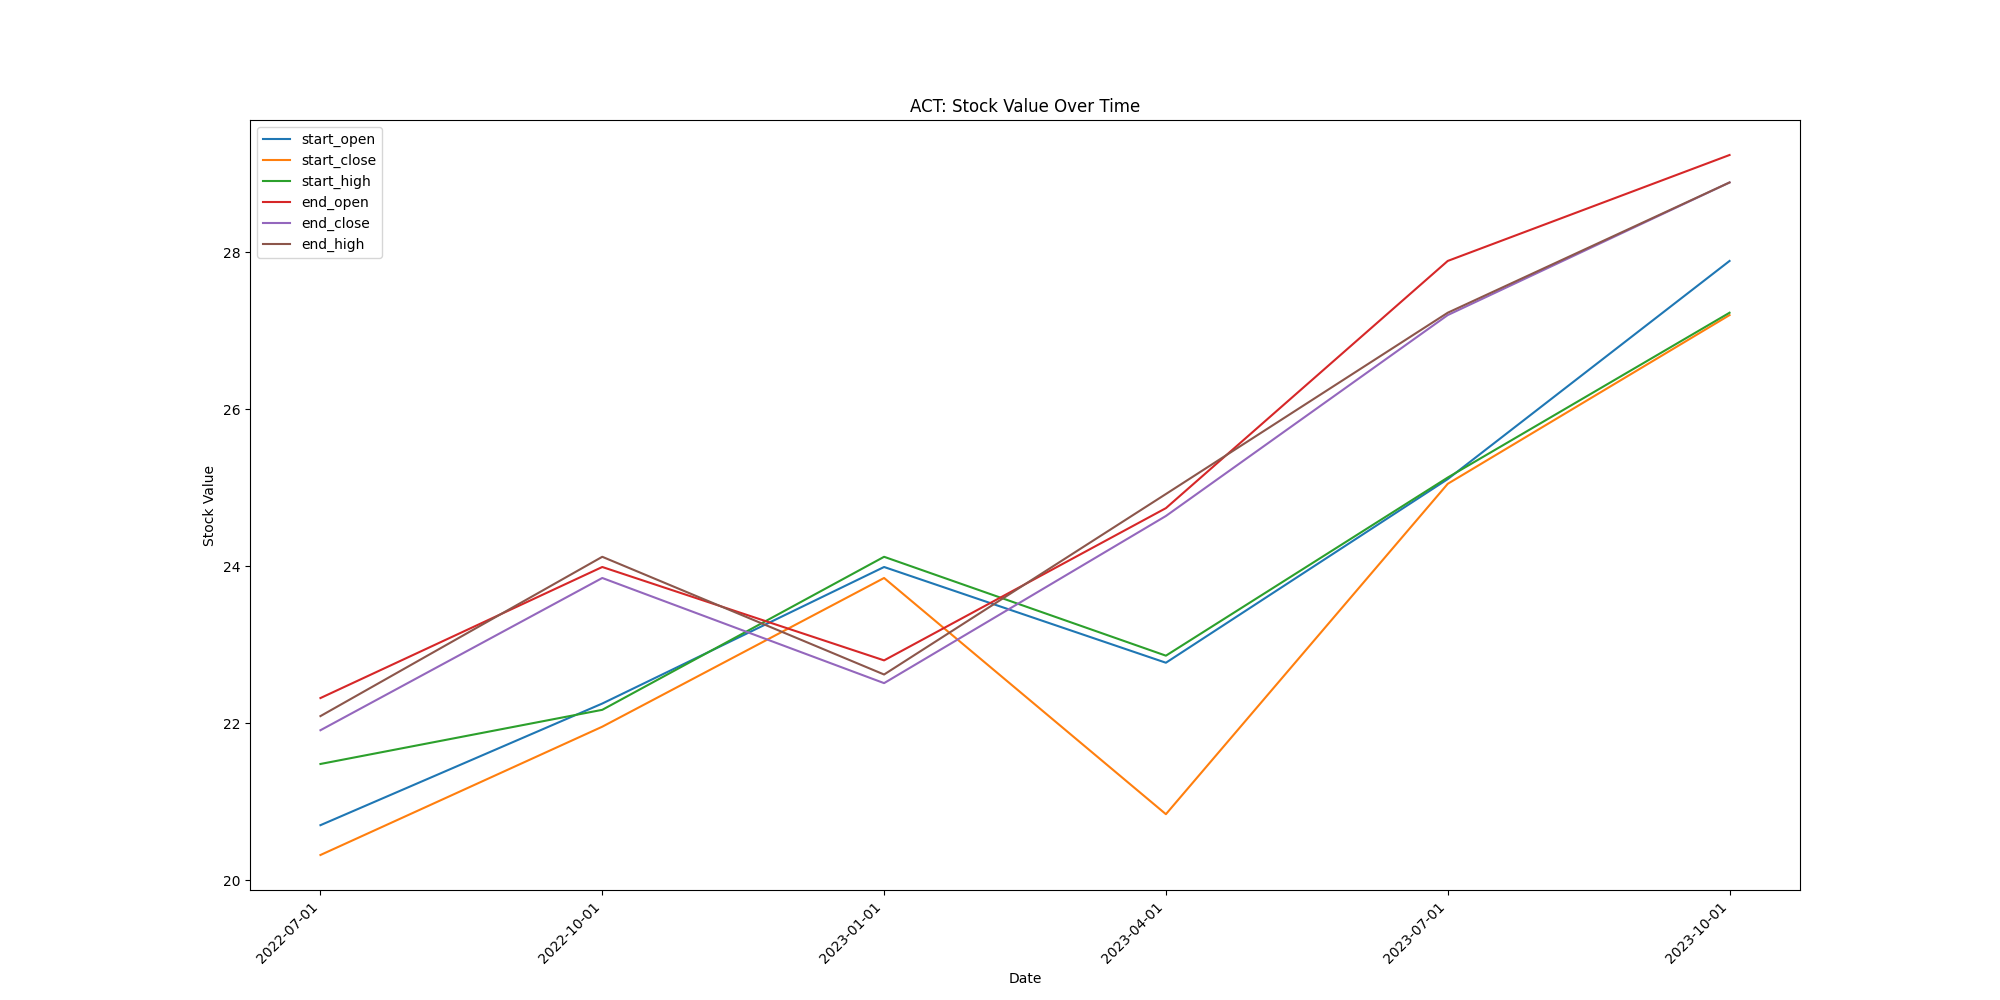 ACT: Stock Value Over Time
start_open
start_close
start_high
end_open
end_close
end_high
Stock Value
28
26
24
22
20
2022-07-01
2022-10-01
2023-01-01
2023-04-01
2023-07-01
2023-10-01
Date